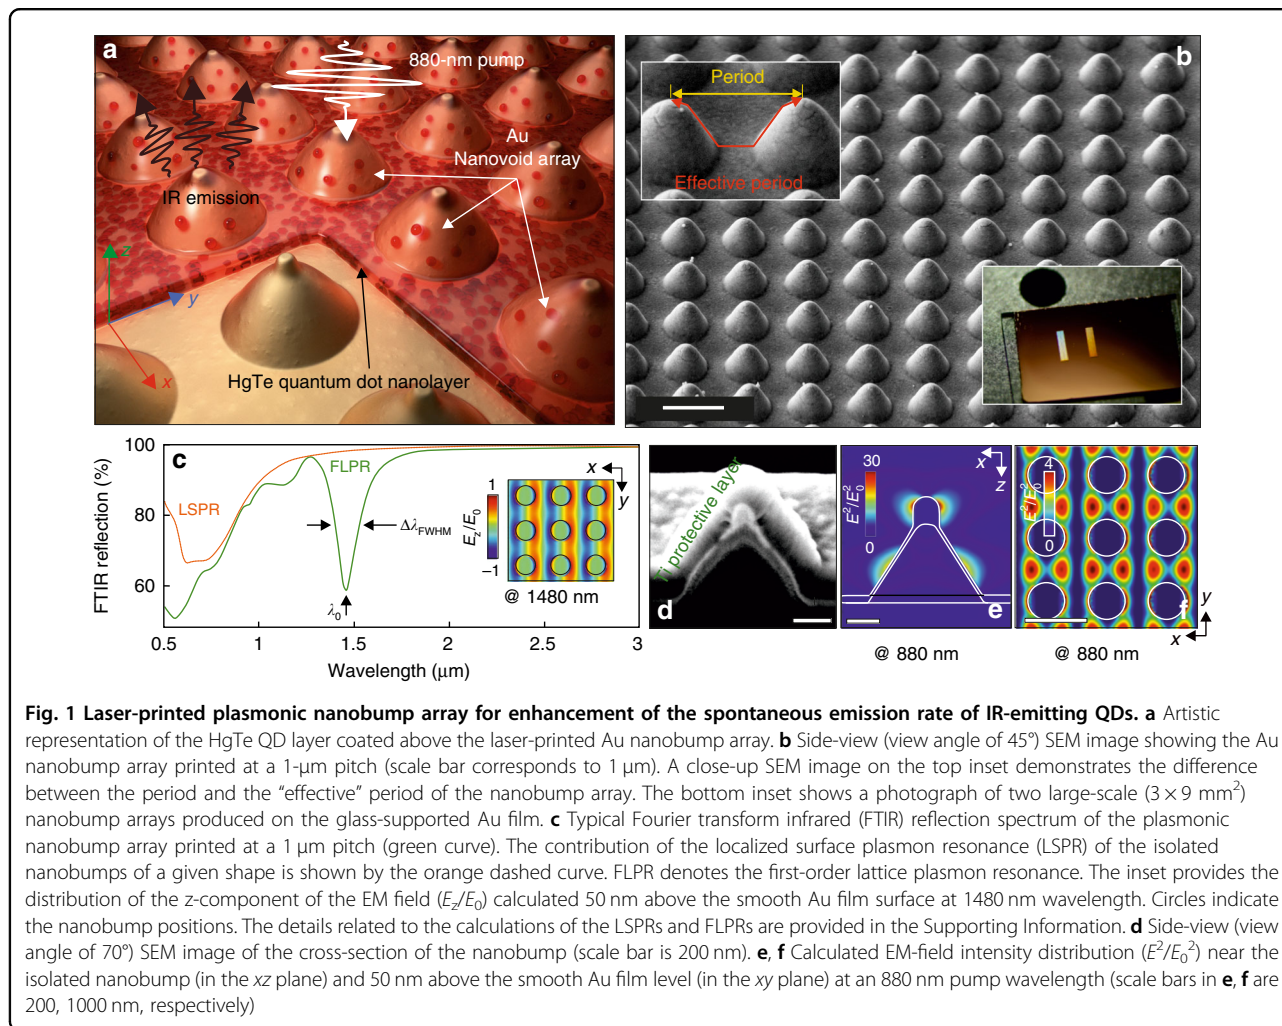 a
880-nm pump
Au
Nanovoid array
IR emission
z
y
x
HgTe quantum dot nanolayer
b
Period
Effective period
c
FTIR reflection (%)
100
80
60
LSPR
FLPR
Δλ_FWHM
λ_0
0.5 1 1.5 2 2.5 3
Wavelength (μm)
1
E_z/E_0
−1
x
y
@ 1480 nm
Ti protective layer
d
30
E²/E₀²
0
x
z
e
@ 880 nm
4
E²/E₀²
0
f
y
x
@ 880 nm
Fig. 1 Laser-printed plasmonic nanobump array for enhancement of the spontaneous emission rate of IR-emitting QDs. a Artistic
representation of the HgTe QD layer coated above the laser-printed Au nanobump array. b Side-view (view angle of 45°) SEM image showing the Au
nanobump array printed at a 1-μm pitch (scale bar corresponds to 1 μm). A close-up SEM image on the top inset demonstrates the difference
between the period and the “effective” period of the nanobump array. The bottom inset shows a photograph of two large-scale (3 × 9 mm²)
nanobump arrays produced on the glass-supported Au film. c Typical Fourier transform infrared (FTIR) reflection spectrum of the plasmonic
nanobump array printed at a 1 μm pitch (green curve). The contribution of the localized surface plasmon resonance (LSPR) of the isolated
nanobumps of a given shape is shown by the orange dashed curve. FLPR denotes the first-order lattice plasmon resonance. The inset provides the
distribution of the z-component of the EM field (E_z/E_0) calculated 50 nm above the smooth Au film surface at 1480 nm wavelength. Circles indicate
the nanobump positions. The details related to the calculations of the LSPRs and FLPRs are provided in the Supporting Information. d Side-view (view
angle of 70°) SEM image of the cross-section of the nanobump (scale bar is 200 nm). e, f Calculated EM-field intensity distribution (E²/E₀²) near the
isolated nanobump (in the xz plane) and 50 nm above the smooth Au film level (in the xy plane) at an 880 nm pump wavelength (scale bars in e, f are
200, 1000 nm, respectively)